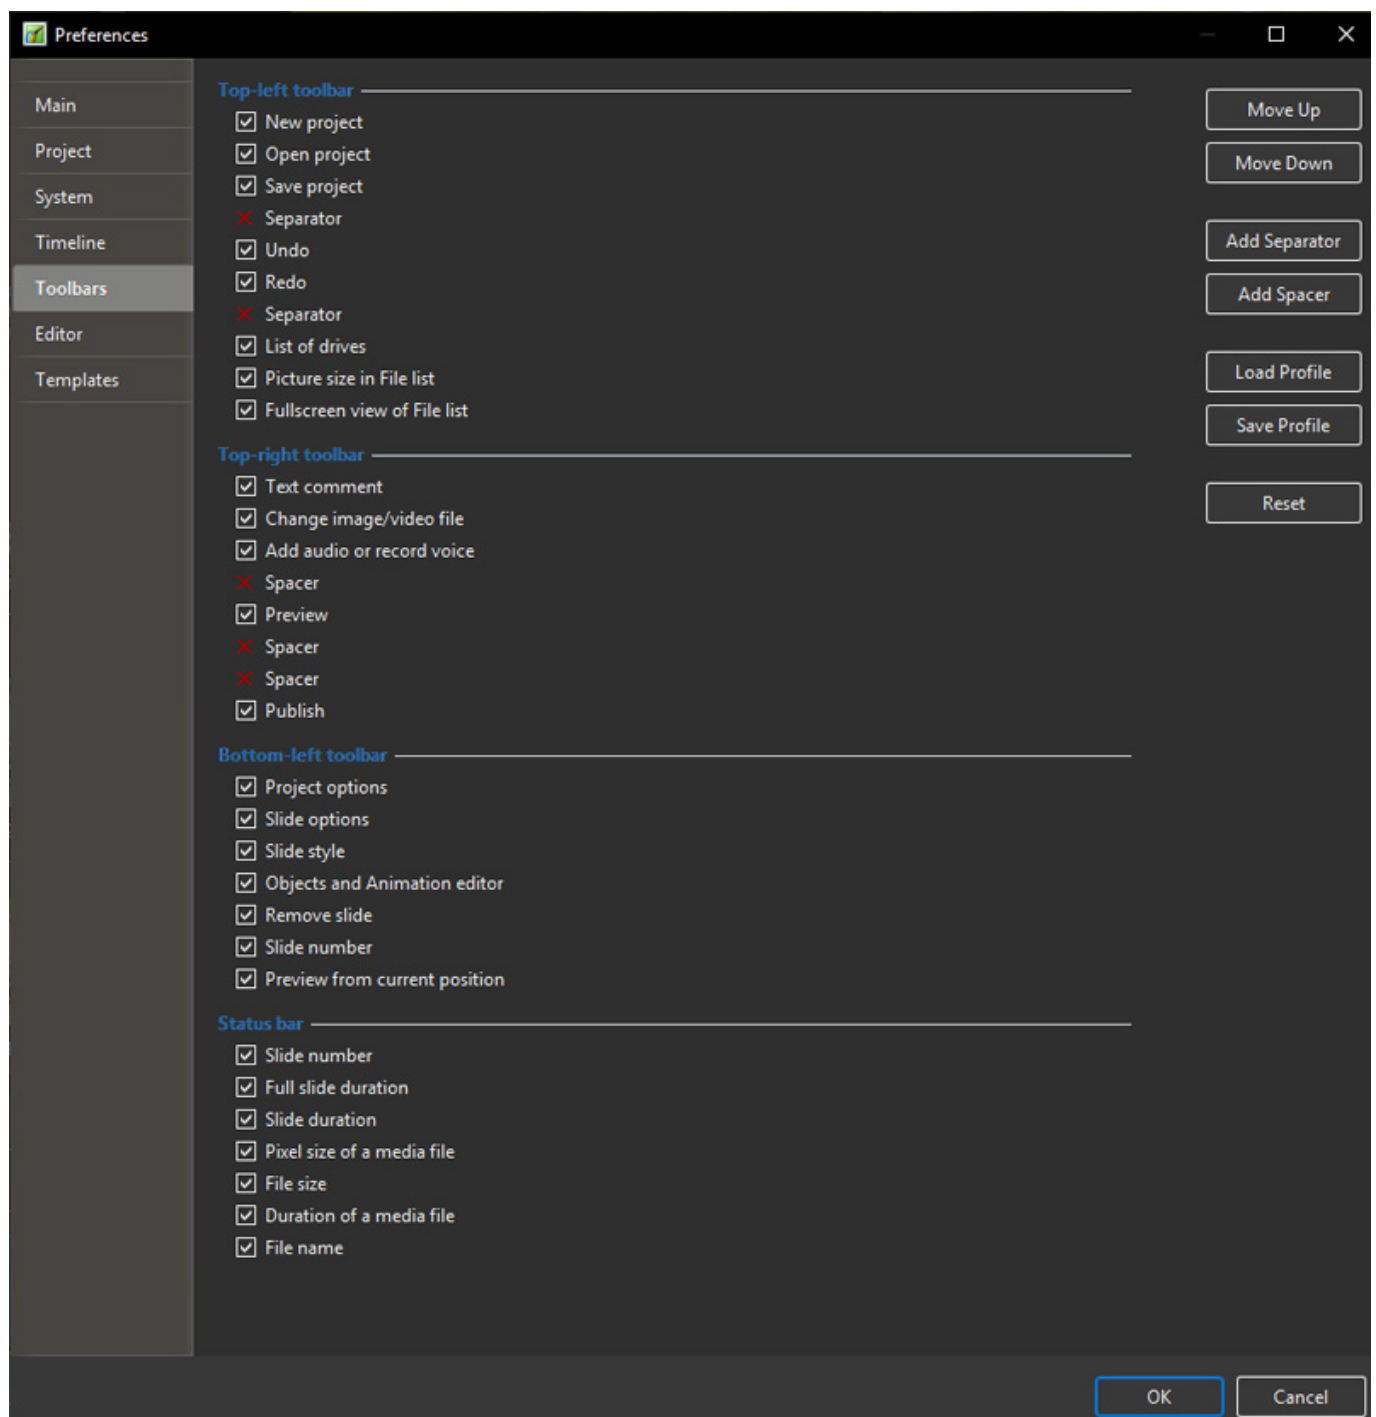 Preferences
Main
Project
System
Timeline
Toolbars
Editor
Templates
Top-left toolbar
New project
Open project
Save project
Separator
Undo
Redo
Separator
List of drives
Picture size in File list
Fullscreen view of File list
Top-right toolbar
Text comment
Change image/video file
Add audio or record voice
Spacer
Preview
Spacer
Spacer
Publish
Bottom-left toolbar
Project options
Slide options
Slide style
Objects and Animation editor
Remove slide
Slide number
Preview from current position
Status bar
Slide number
Full slide duration
Slide duration
Pixel size of a media file
File size
Duration of a media file
File name
Move Up
Move Down
Add Separator
Add Spacer
Load Profile
Save Profile
Reset
OK
Cancel